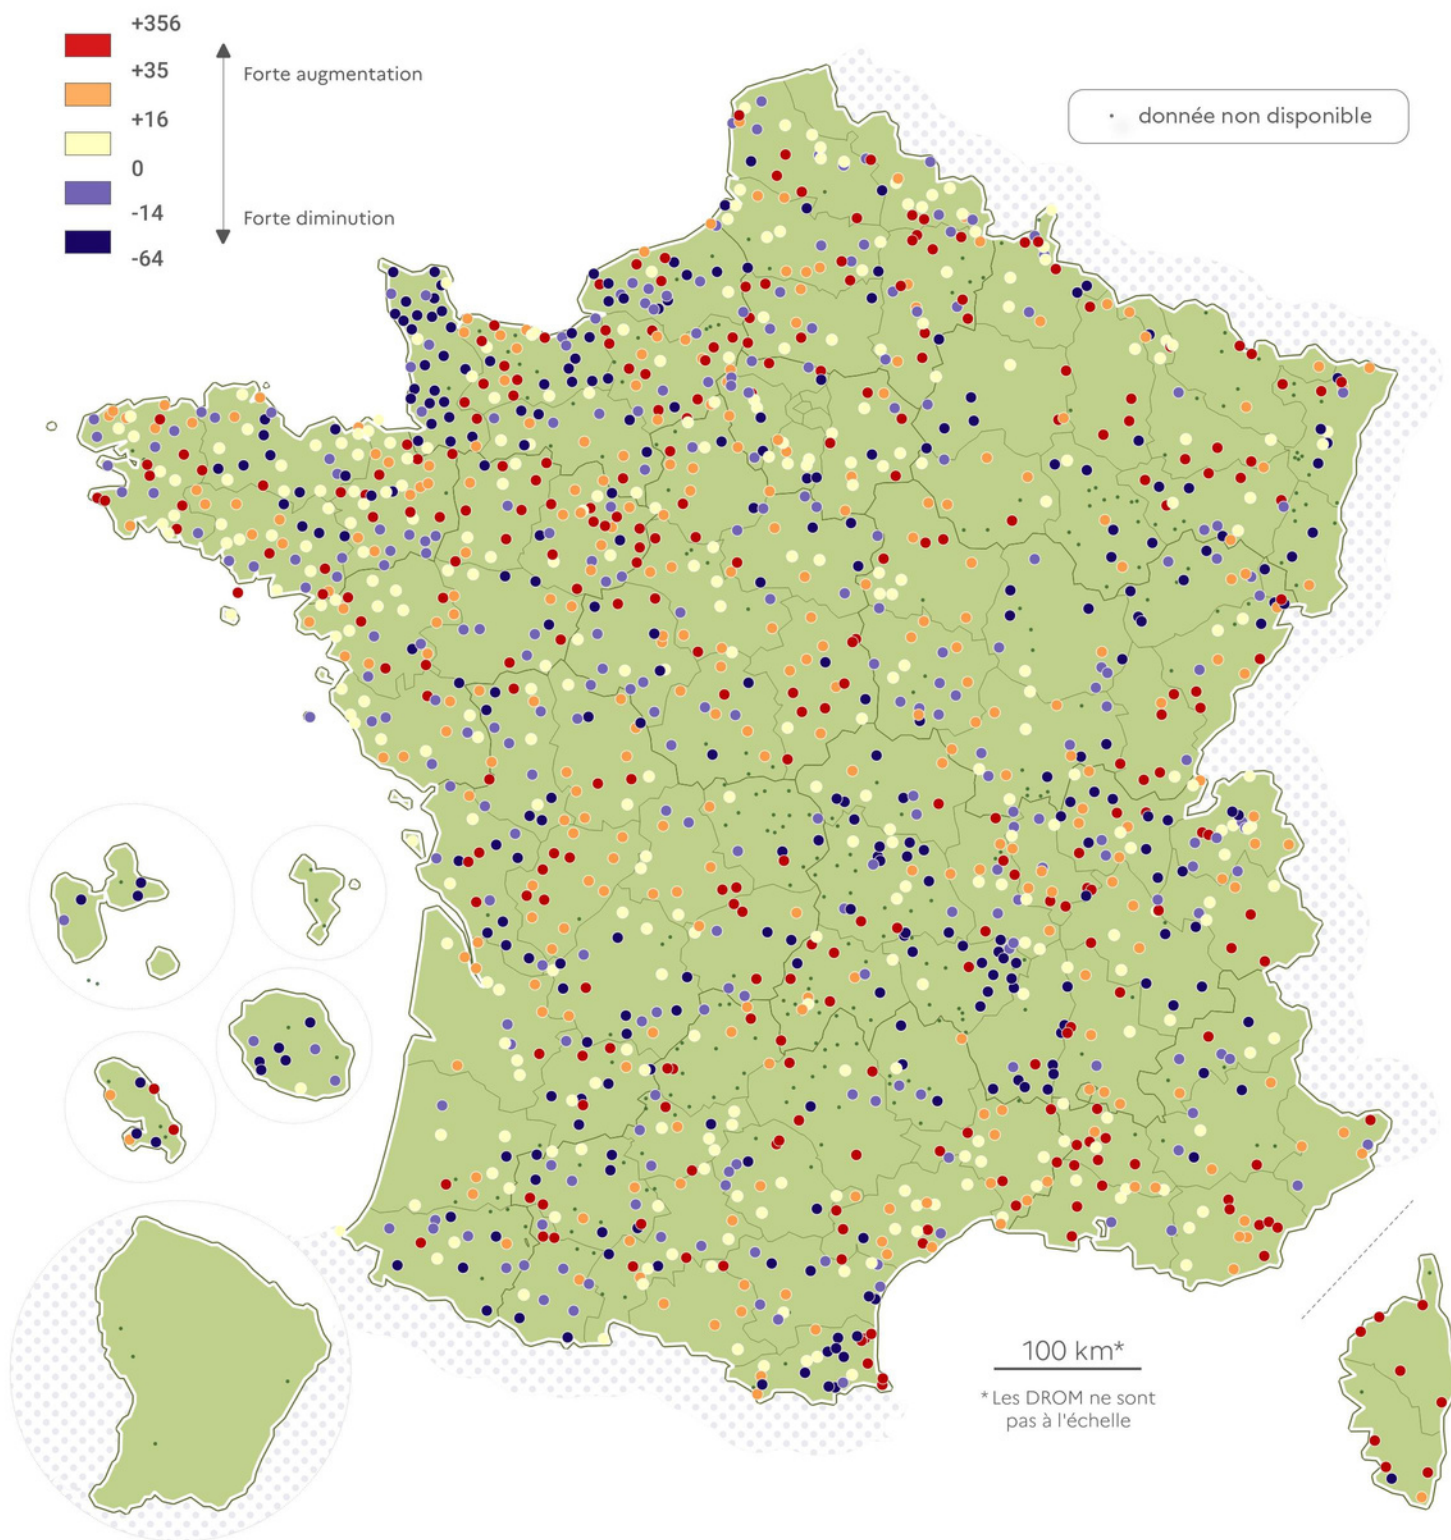 +356
+35
+16
0
-14
-64
Forte augmentation
Forte diminution
donnée non disponible
100 km*
* Les DROM ne sont
pas à l'échelle